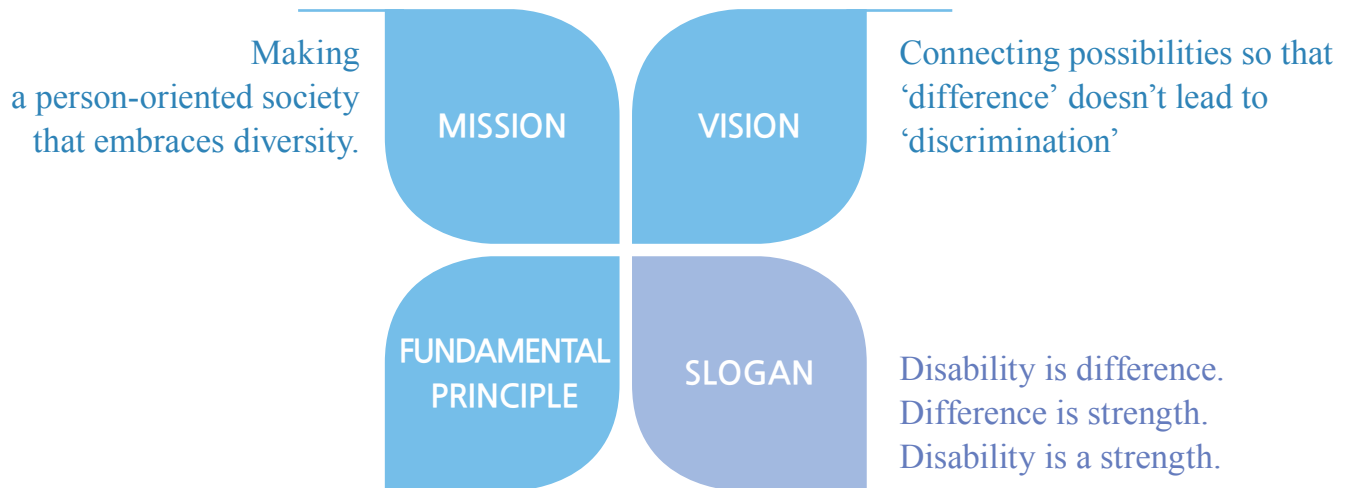 Making
a person-oriented society
that embraces diversity.
MISSION
VISION
Connecting possibilities so that
‘difference’ doesn’t lead to
‘discrimination’
FUNDAMENTAL
PRINCIPLE
SLOGAN
Disability is difference.
Difference is strength.
Disability is a strength.